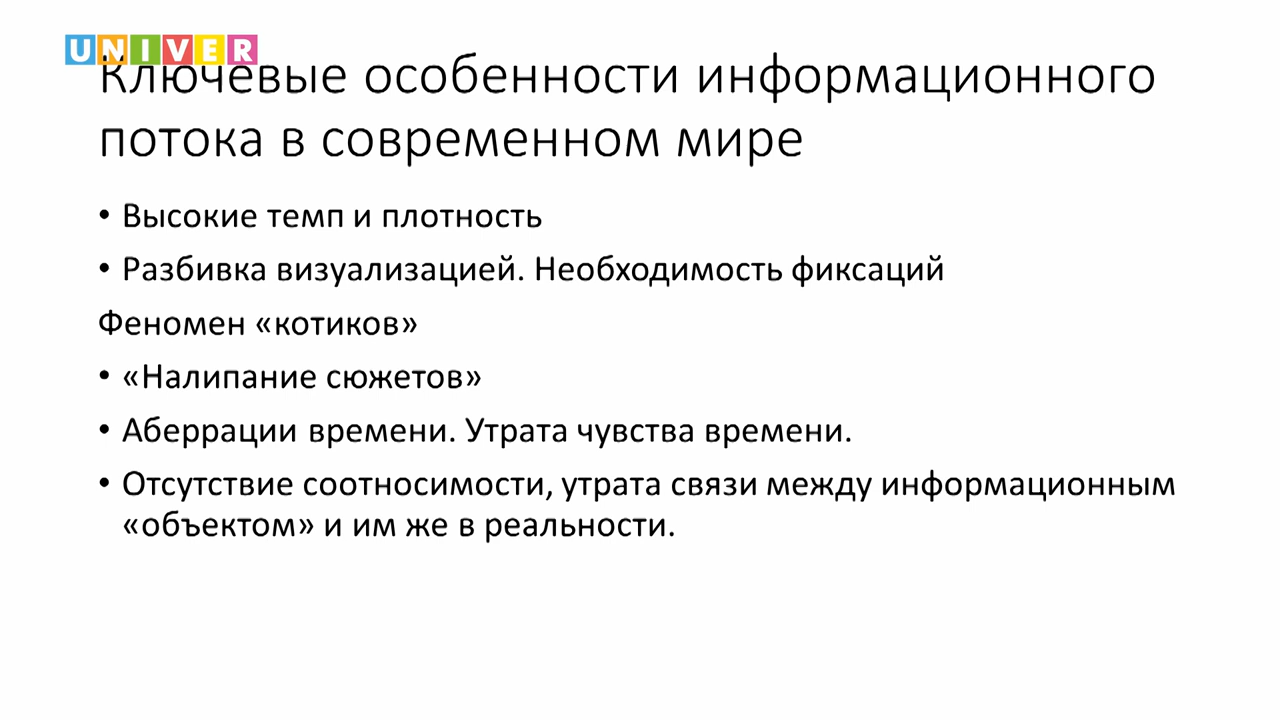 UNIVER
Ключевые особенности информационного
потока в современном мире
• Высокие темп и плотность
• Разбивка визуализацией. Необходимость фиксаций
Феномен «котиков»
• «Налипание сюжетов»
• Аберрации времени. Утрата чувства времени.
• Отсутствие соотносимости, утрата связи между информационным
«объектом» и им же в реальности.